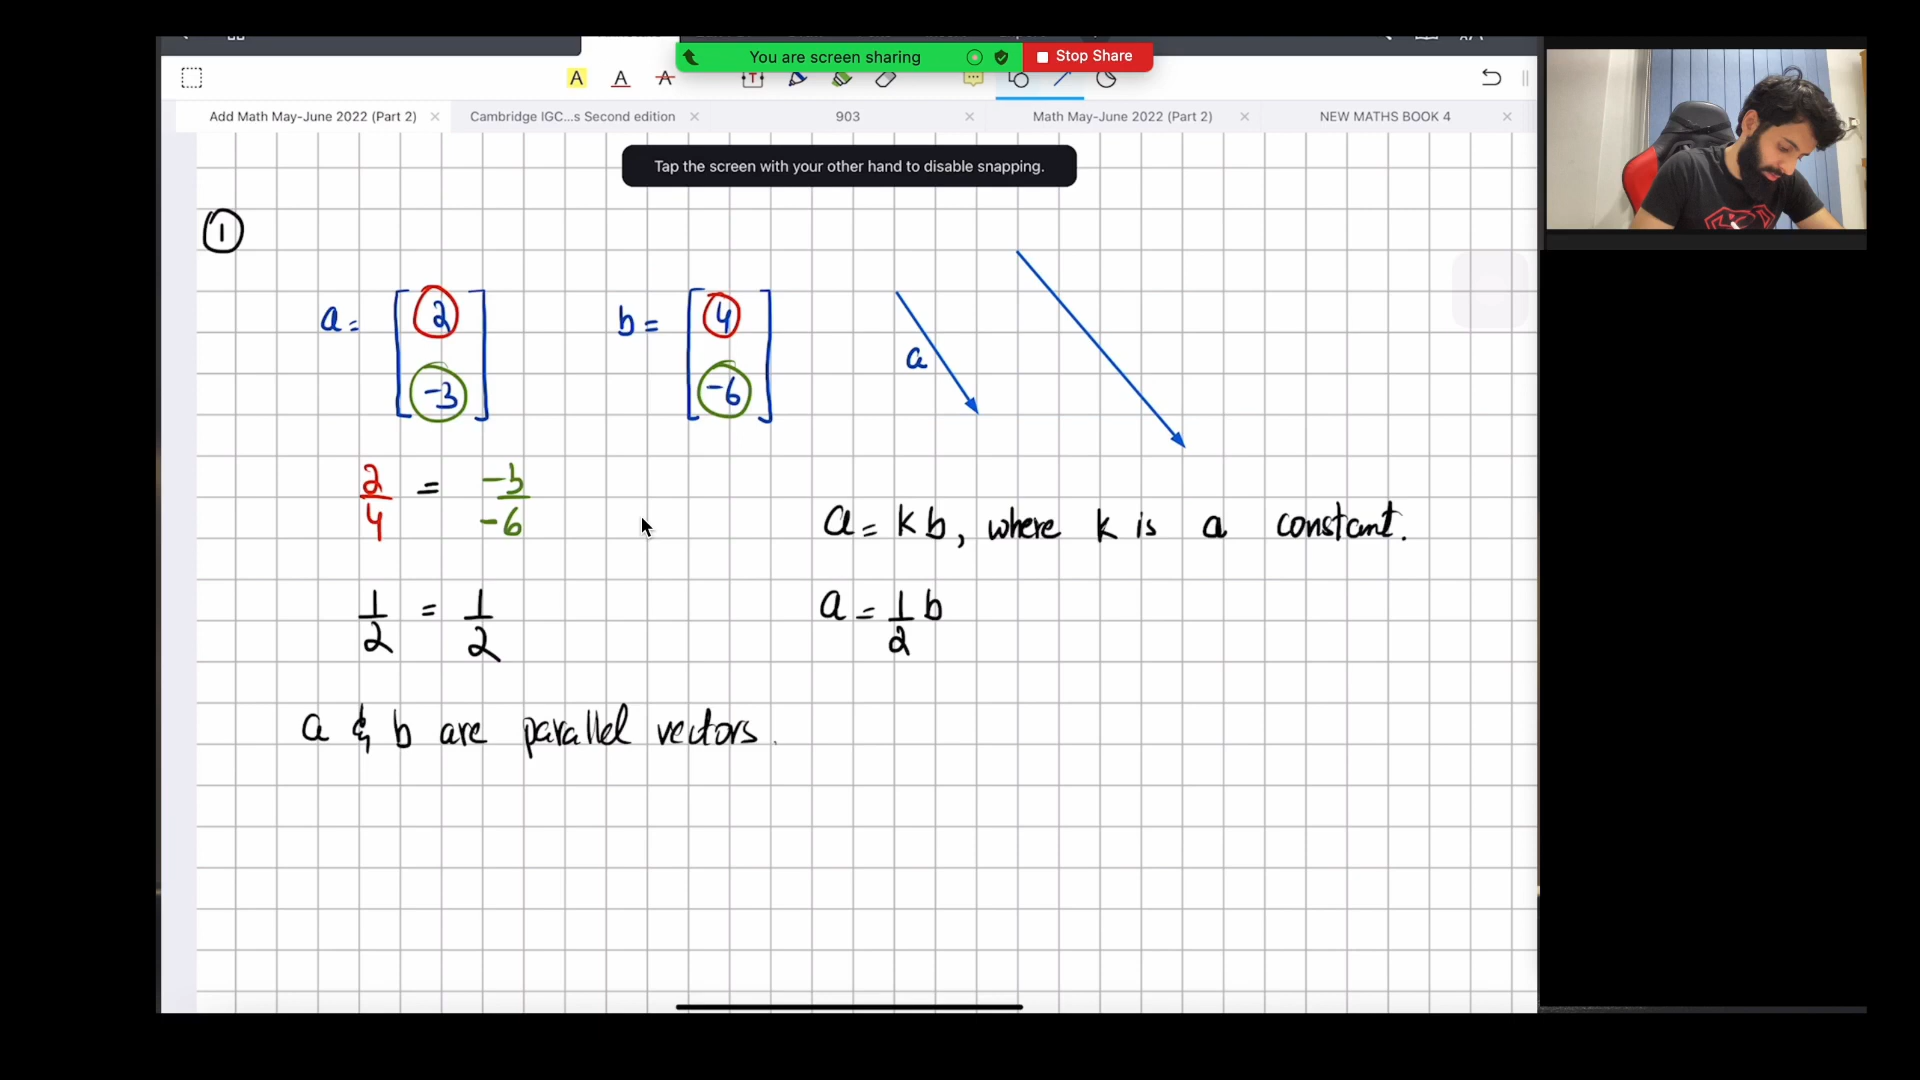 You are screen sharing
Stop Share
Add Math May-June 2022 (Part 2)
Cambridge IGC...s Second edition
903
Math May-June 2022 (Part 2)
NEW MATHS BOOK 4
Tap the screen with your other hand to disable snapping.
1
a = [2 -3]
b = [4 -6]
a
2/4 = -3/-6
a = k b, where k is a constant.
1/2 = 1/2
a = 1/2 b
a & b are parallel vectors.